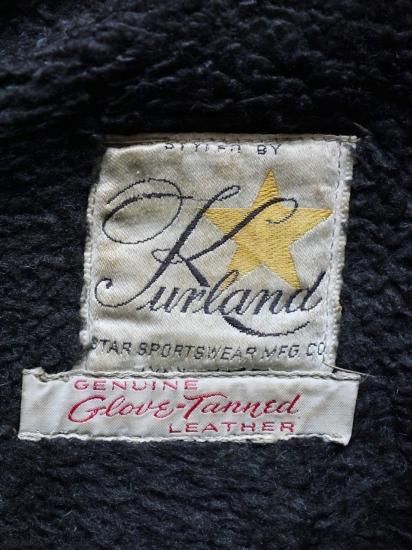 STYLED BY
Kurland
STAR SPORTSWEAR MFG. CO.
GENUINE
Glove-Tanned
LEATHER